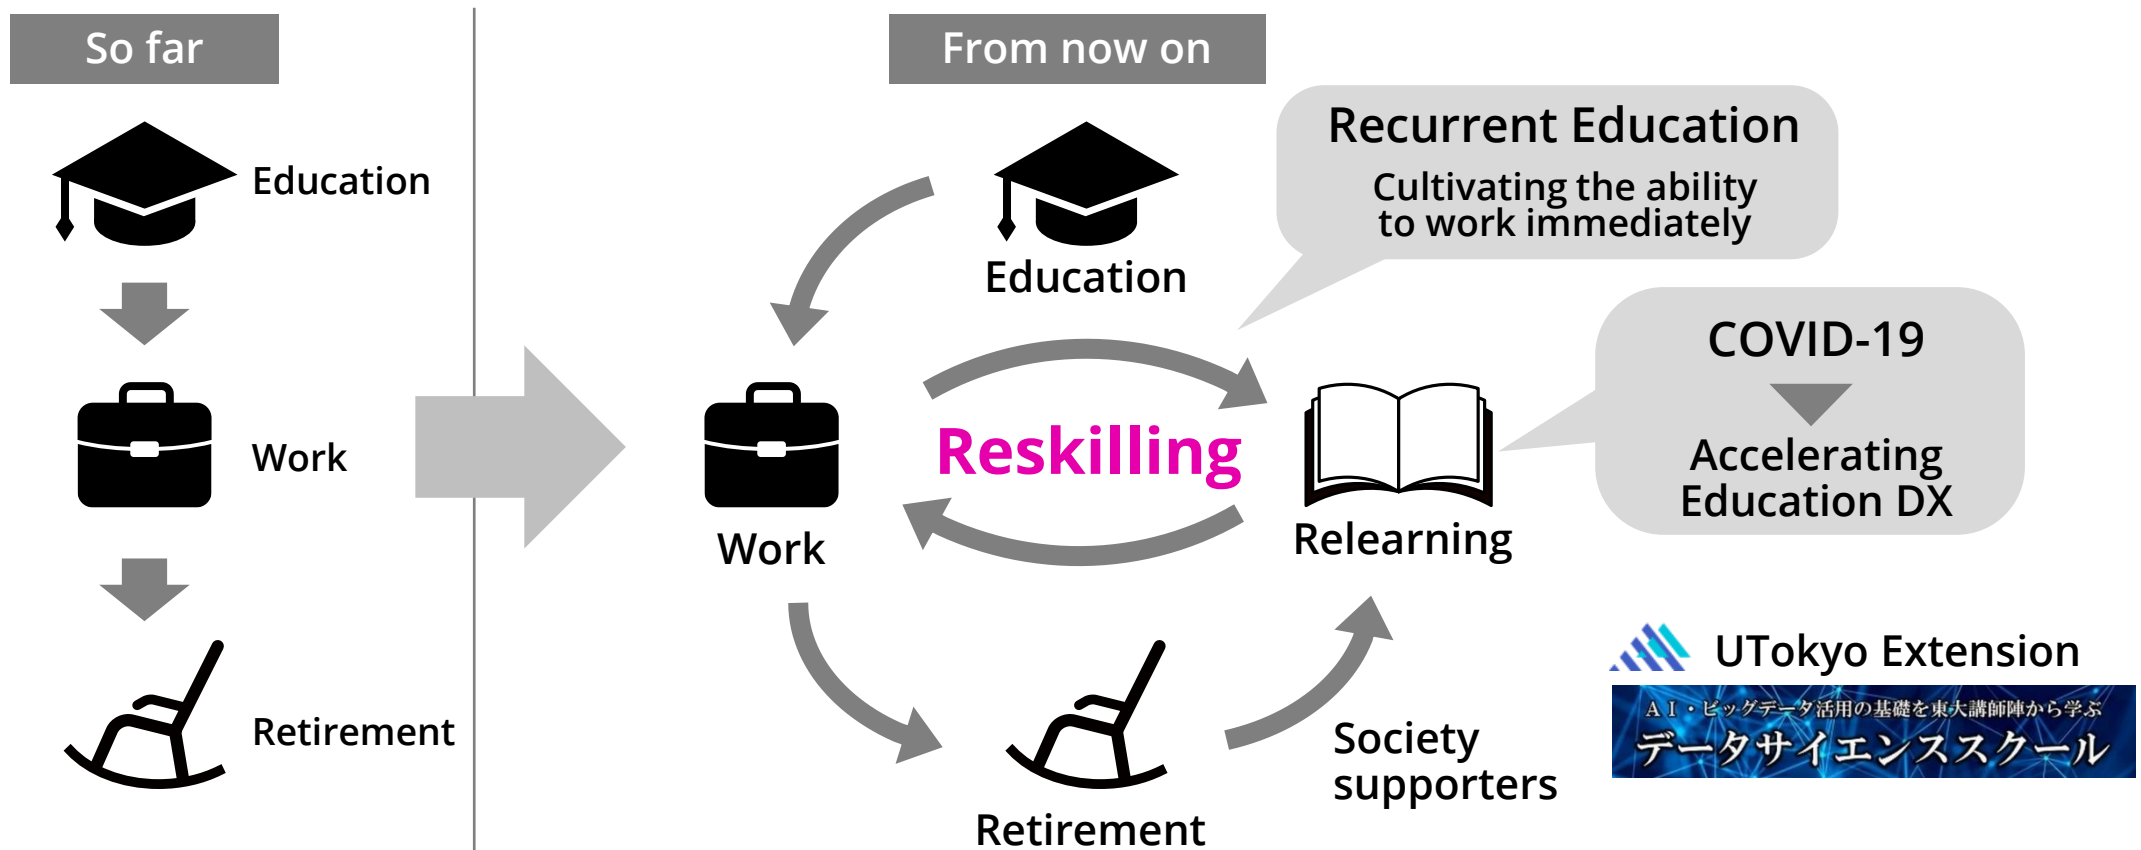 So far
Education
Work
Retirement
From now on
Education
Recurrent Education
Cultivating the ability
to work immediately
COVID-19
Accelerating
Education DX
Reskilling
Work
Relearning
Retirement
Society
supporters
UTokyo Extension
AI・ビッグデータ活用の基礎を東大講師陣から学ぶ
データサイエンススクール